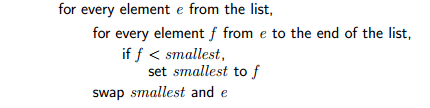 for every element e from the list,
for every element f from e to the end of the list,
if f < smallest,
set smallest to f
swap smallest and e